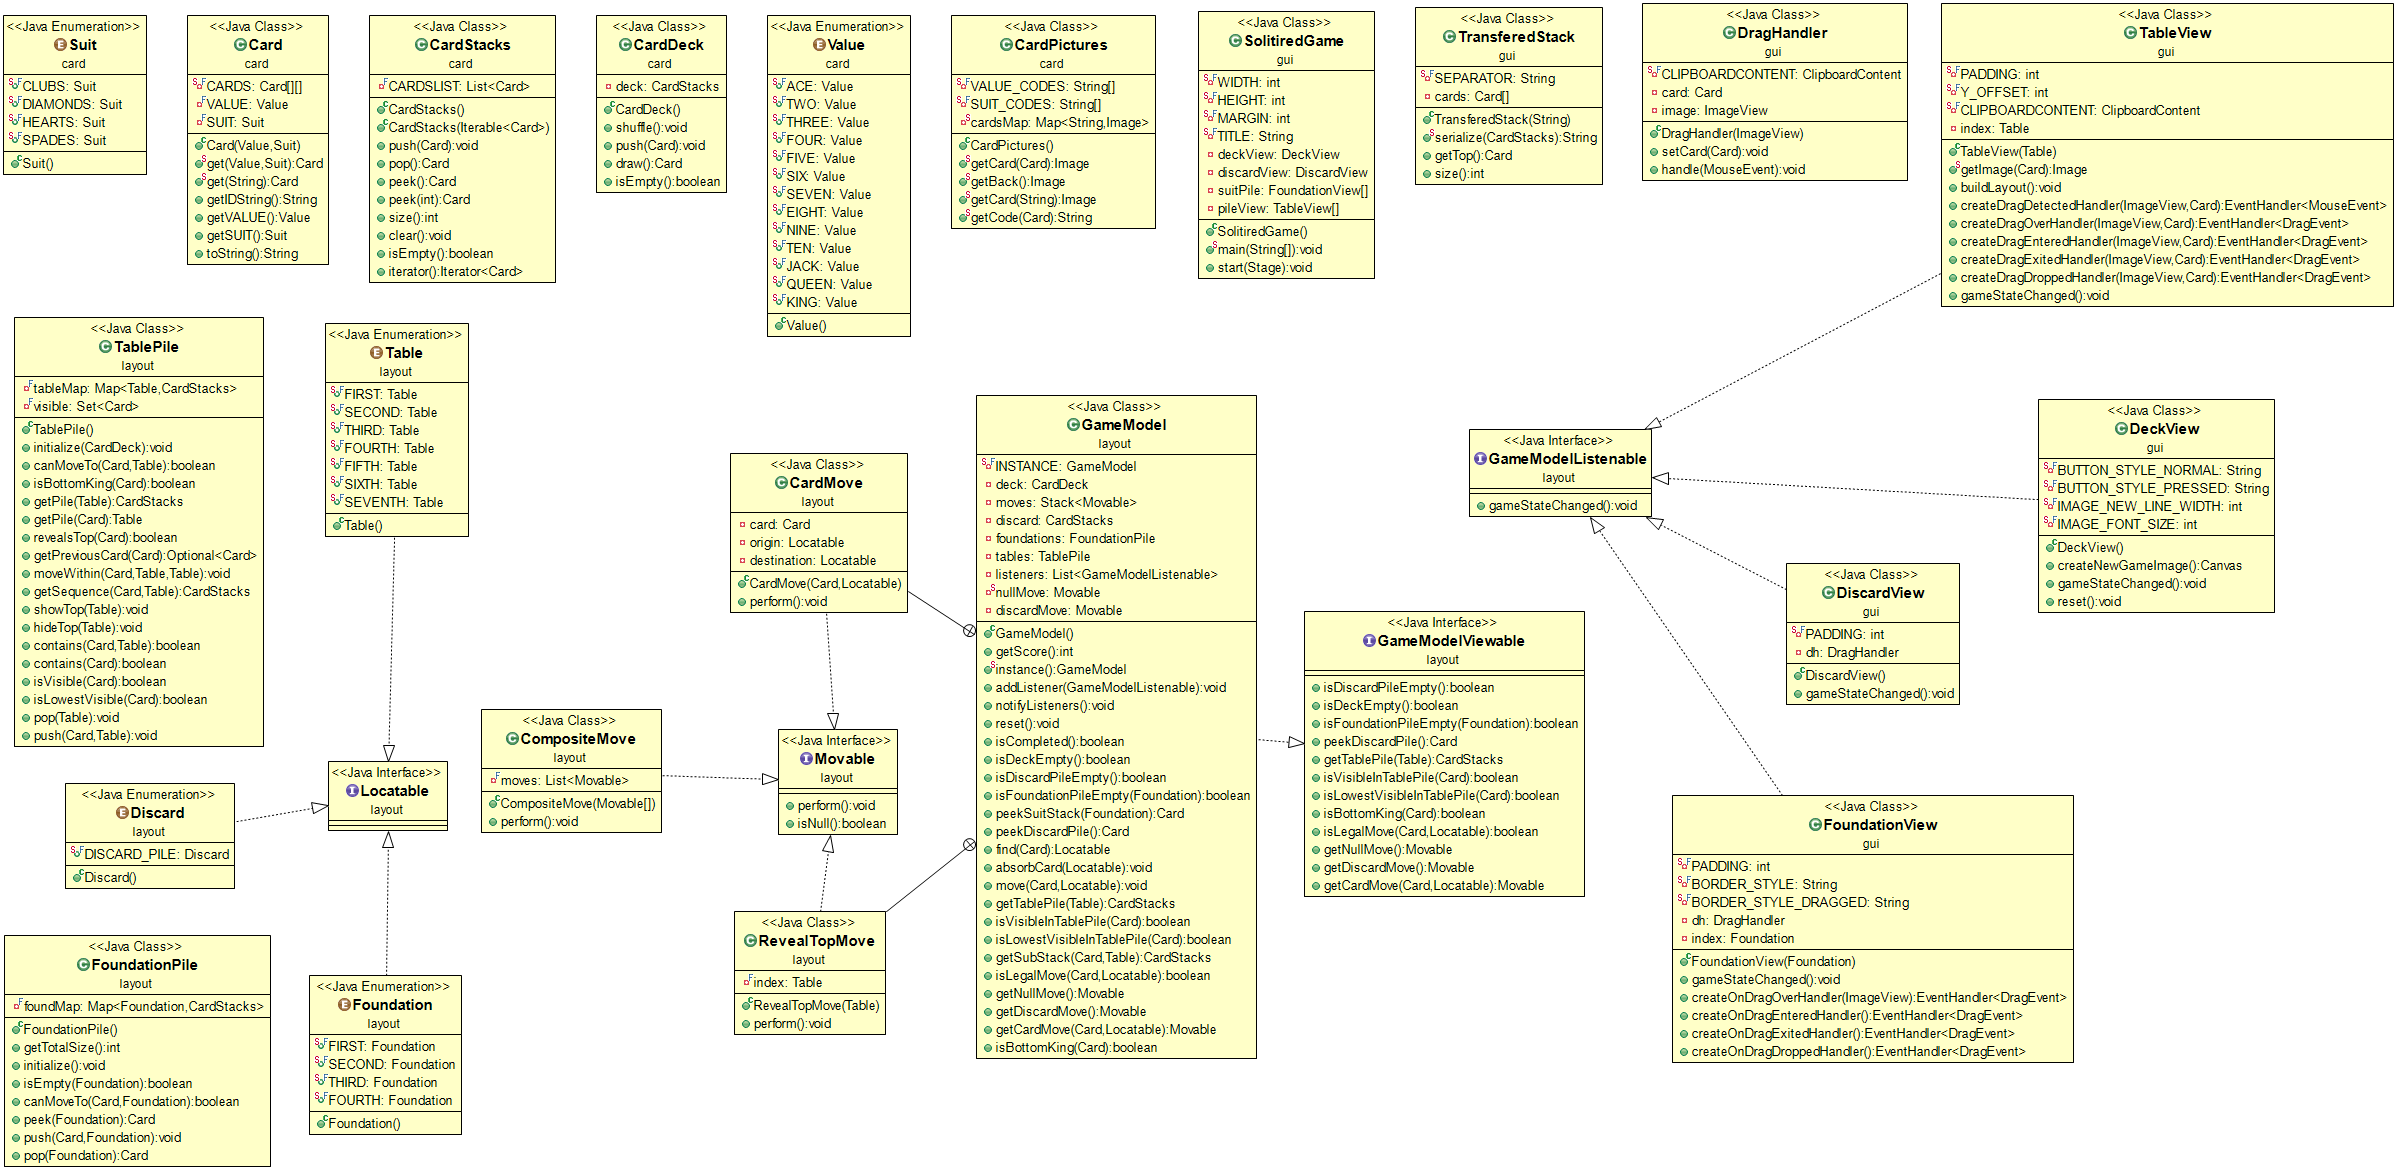 <<Java Enumeration>>
Suit
card
CLUBS: Suit
DIAMONDS: Suit
HEARTS: Suit
SPADES: Suit
Suit()
<<Java Class>>
Card
card
CARDS: Card[][]
VALUE: Value
SUIT: Suit
Card(Value,Suit)
get(Value,Suit):Card
get(String):Card
getIDString():String
getVALUE():Value
getSUIT():Suit
toString():String
<<Java Class>>
CardStacks
card
CARDSLIST: List<Card>
CardStacks()
CardStacks(Iterable<Card>)
push(Card):void
pop():Card
peek():Card
peek(int):Card
size():int
clear():void
isEmpty():boolean
iterator():Iterator<Card>
<<Java Class>>
CardDeck
card
deck: CardStacks
CardDeck()
shuffle():void
push(Card):void
draw():Card
isEmpty():boolean
<<Java Enumeration>>
Value
card
ACE: Value
TWO: Value
THREE: Value
FOUR: Value
FIVE: Value
SIX: Value
SEVEN: Value
EIGHT: Value
NINE: Value
TEN: Value
JACK: Value
QUEEN: Value
KING: Value
Value()
<<Java Class>>
CardPictures
card
VALUE_CODES: String[]
SUIT_CODES: String[]
cardsMap: Map<String,Image>
CardPictures()
getCard(Card):Image
getBack():Image
getCard(String):Image
getCode(Card):String
<<Java Class>>
SolitiredGame
gui
WIDTH: int
HEIGHT: int
MARGIN: int
TITLE: String
deckView: DeckView
discardView: DiscardView
suitPile: FoundationView[]
pileView: TableView[]
SolitiredGame()
main(String[]):void
start(Stage):void
<<Java Class>>
TransferedStack
gui
SEPARATOR: String
cards: Card[]
TransferedStack(String)
serialize(CardStacks):String
getTop():Card
size():int
<<Java Class>>
DragHandler
gui
CLIPBOARDCONTENT: ClipboardContent
card: Card
image: ImageView
DragHandler(ImageView)
setCard(Card):void
handle(MouseEvent):void
<<Java Class>>
TableView
gui
PADDING: int
Y_OFFSET: int
CLIPBOARDCONTENT: ClipboardContent
index: Table
TableView(Table)
getImage(Card):Image
buildLayout():void
createDragDetectedHandler(ImageView,Card):EventHandler<MouseEvent>
createDragOverHandler(ImageView,Card):EventHandler<DragEvent>
createDragEnteredHandler(ImageView,Card):EventHandler<DragEvent>
createDragExitedHandler(ImageView,Card):EventHandler<DragEvent>
createDragDroppedHandler(ImageView,Card):EventHandler<DragEvent>
gameStateChanged():void
<<Java Class>>
TablePile
layout
tableMap: Map<Table,CardStacks>
visible: Set<Card>
TablePile()
initialize(CardDeck):void
canMoveTo(Card,Table):boolean
isBottomKing(Card):boolean
getPile(Table):CardStacks
getPile(Card):Table
revealsTop(Card):boolean
getPreviousCard(Card):Optional<Card>
moveWithin(Card,Table,Table):void
getSequence(Card,Table):CardStacks
showTop(Table):void
hideTop(Table):void
contains(Card,Table):boolean
contains(Card):boolean
isVisible(Card):boolean
isLowestVisible(Card):boolean
pop(Table):void
push(Card,Table):void
<<Java Enumeration>>
Table
layout
FIRST: Table
SECOND: Table
THIRD: Table
FOURTH: Table
FIFTH: Table
SIXTH: Table
SEVENTH: Table
Table()
<<Java Class>>
CardMove
layout
card: Card
origin: Locatable
destination: Locatable
CardMove(Card,Locatable)
perform():void
<<Java Class>>
GameModel
layout
INSTANCE: GameModel
deck: CardDeck
moves: Stack<Movable>
discard: CardStacks
foundations: FoundationPile
tables: TablePile
listeners: List<GameModelListenable>
nullMove: Movable
discardMove: Movable
GameModel()
getScore():int
instance():GameModel
addListener(GameModelListenable):void
notifyListeners():void
reset():void
isCompleted():boolean
isDeckEmpty():boolean
isDiscardPileEmpty():boolean
isFoundationPileEmpty(Foundation):boolean
peekSuitStack(Foundation):Card
peekDiscardPile():Card
find(Card):Locatable
absorbCard(Locatable):void
move(Card,Locatable):void
getTablePile(Table):CardStacks
isVisibleInTablePile(Card):boolean
isLowestVisibleInTablePile(Card):boolean
getSubStack(Card,Table):CardStacks
isLegalMove(Card,Locatable):boolean
getNullMove():Movable
getDiscardMove():Movable
getCardMove(Card,Locatable):Movable
isBottomKing(Card):boolean
<<Java Interface>>
GameModelListenable
layout
gameStateChanged():void
<<Java Class>>
DeckView
gui
BUTTON_STYLE_NORMAL: String
BUTTON_STYLE_PRESSED: String
IMAGE_NEW_LINE_WIDTH: int
IMAGE_FONT_SIZE: int
DeckView()
createNewGameImage():Canvas
gameStateChanged():void
reset():void
<<Java Class>>
DiscardView
gui
PADDING: int
dh: DragHandler
DiscardView()
gameStateChanged():void
<<Java Interface>>
GameModelViewable
layout
isDiscardPileEmpty():boolean
isDeckEmpty():boolean
isFoundationPileEmpty(Foundation):boolean
peekDiscardPile():Card
getTablePile(Table):CardStacks
isVisibleInTablePile(Card):boolean
isLowestVisibleInTablePile(Card):boolean
isBottomKing(Card):boolean
isLegalMove(Card,Locatable):boolean
getNullMove():Movable
getDiscardMove():Movable
getCardMove(Card,Locatable):Movable
<<Java Class>>
CompositeMove
layout
moves: List<Movable>
CompositeMove(Movable[])
perform():void
<<Java Interface>>
Movable
layout
perform():void
isNull():boolean
<<Java Interface>>
Locatable
layout
<<Java Enumeration>>
Discard
layout
DISCARD_PILE: Discard
Discard()
<<Java Class>>
FoundationView
gui
PADDING: int
BORDER_STYLE: String
BORDER_STYLE_DRAGGED: String
dh: DragHandler
index: Foundation
FoundationView(Foundation)
gameStateChanged():void
createOnDragOverHandler(ImageView):EventHandler<DragEvent>
createOnDragEnteredHandler():EventHandler<DragEvent>
createOnDragExitedHandler():EventHandler<DragEvent>
createOnDragDroppedHandler():EventHandler<DragEvent>
<<Java Class>>
RevealTopMove
layout
index: Table
RevealTopMove(Table)
perform():void
<<Java Class>>
FoundationPile
layout
foundMap: Map<Foundation,CardStacks>
FoundationPile()
getTotalSize():int
initialize():void
isEmpty(Foundation):boolean
canMoveTo(Card,Foundation):boolean
peek(Foundation):Card
push(Card,Foundation):void
pop(Foundation):Card
<<Java Enumeration>>
Foundation
layout
FIRST: Foundation
SECOND: Foundation
THIRD: Foundation
FOURTH: Foundation
Foundation()